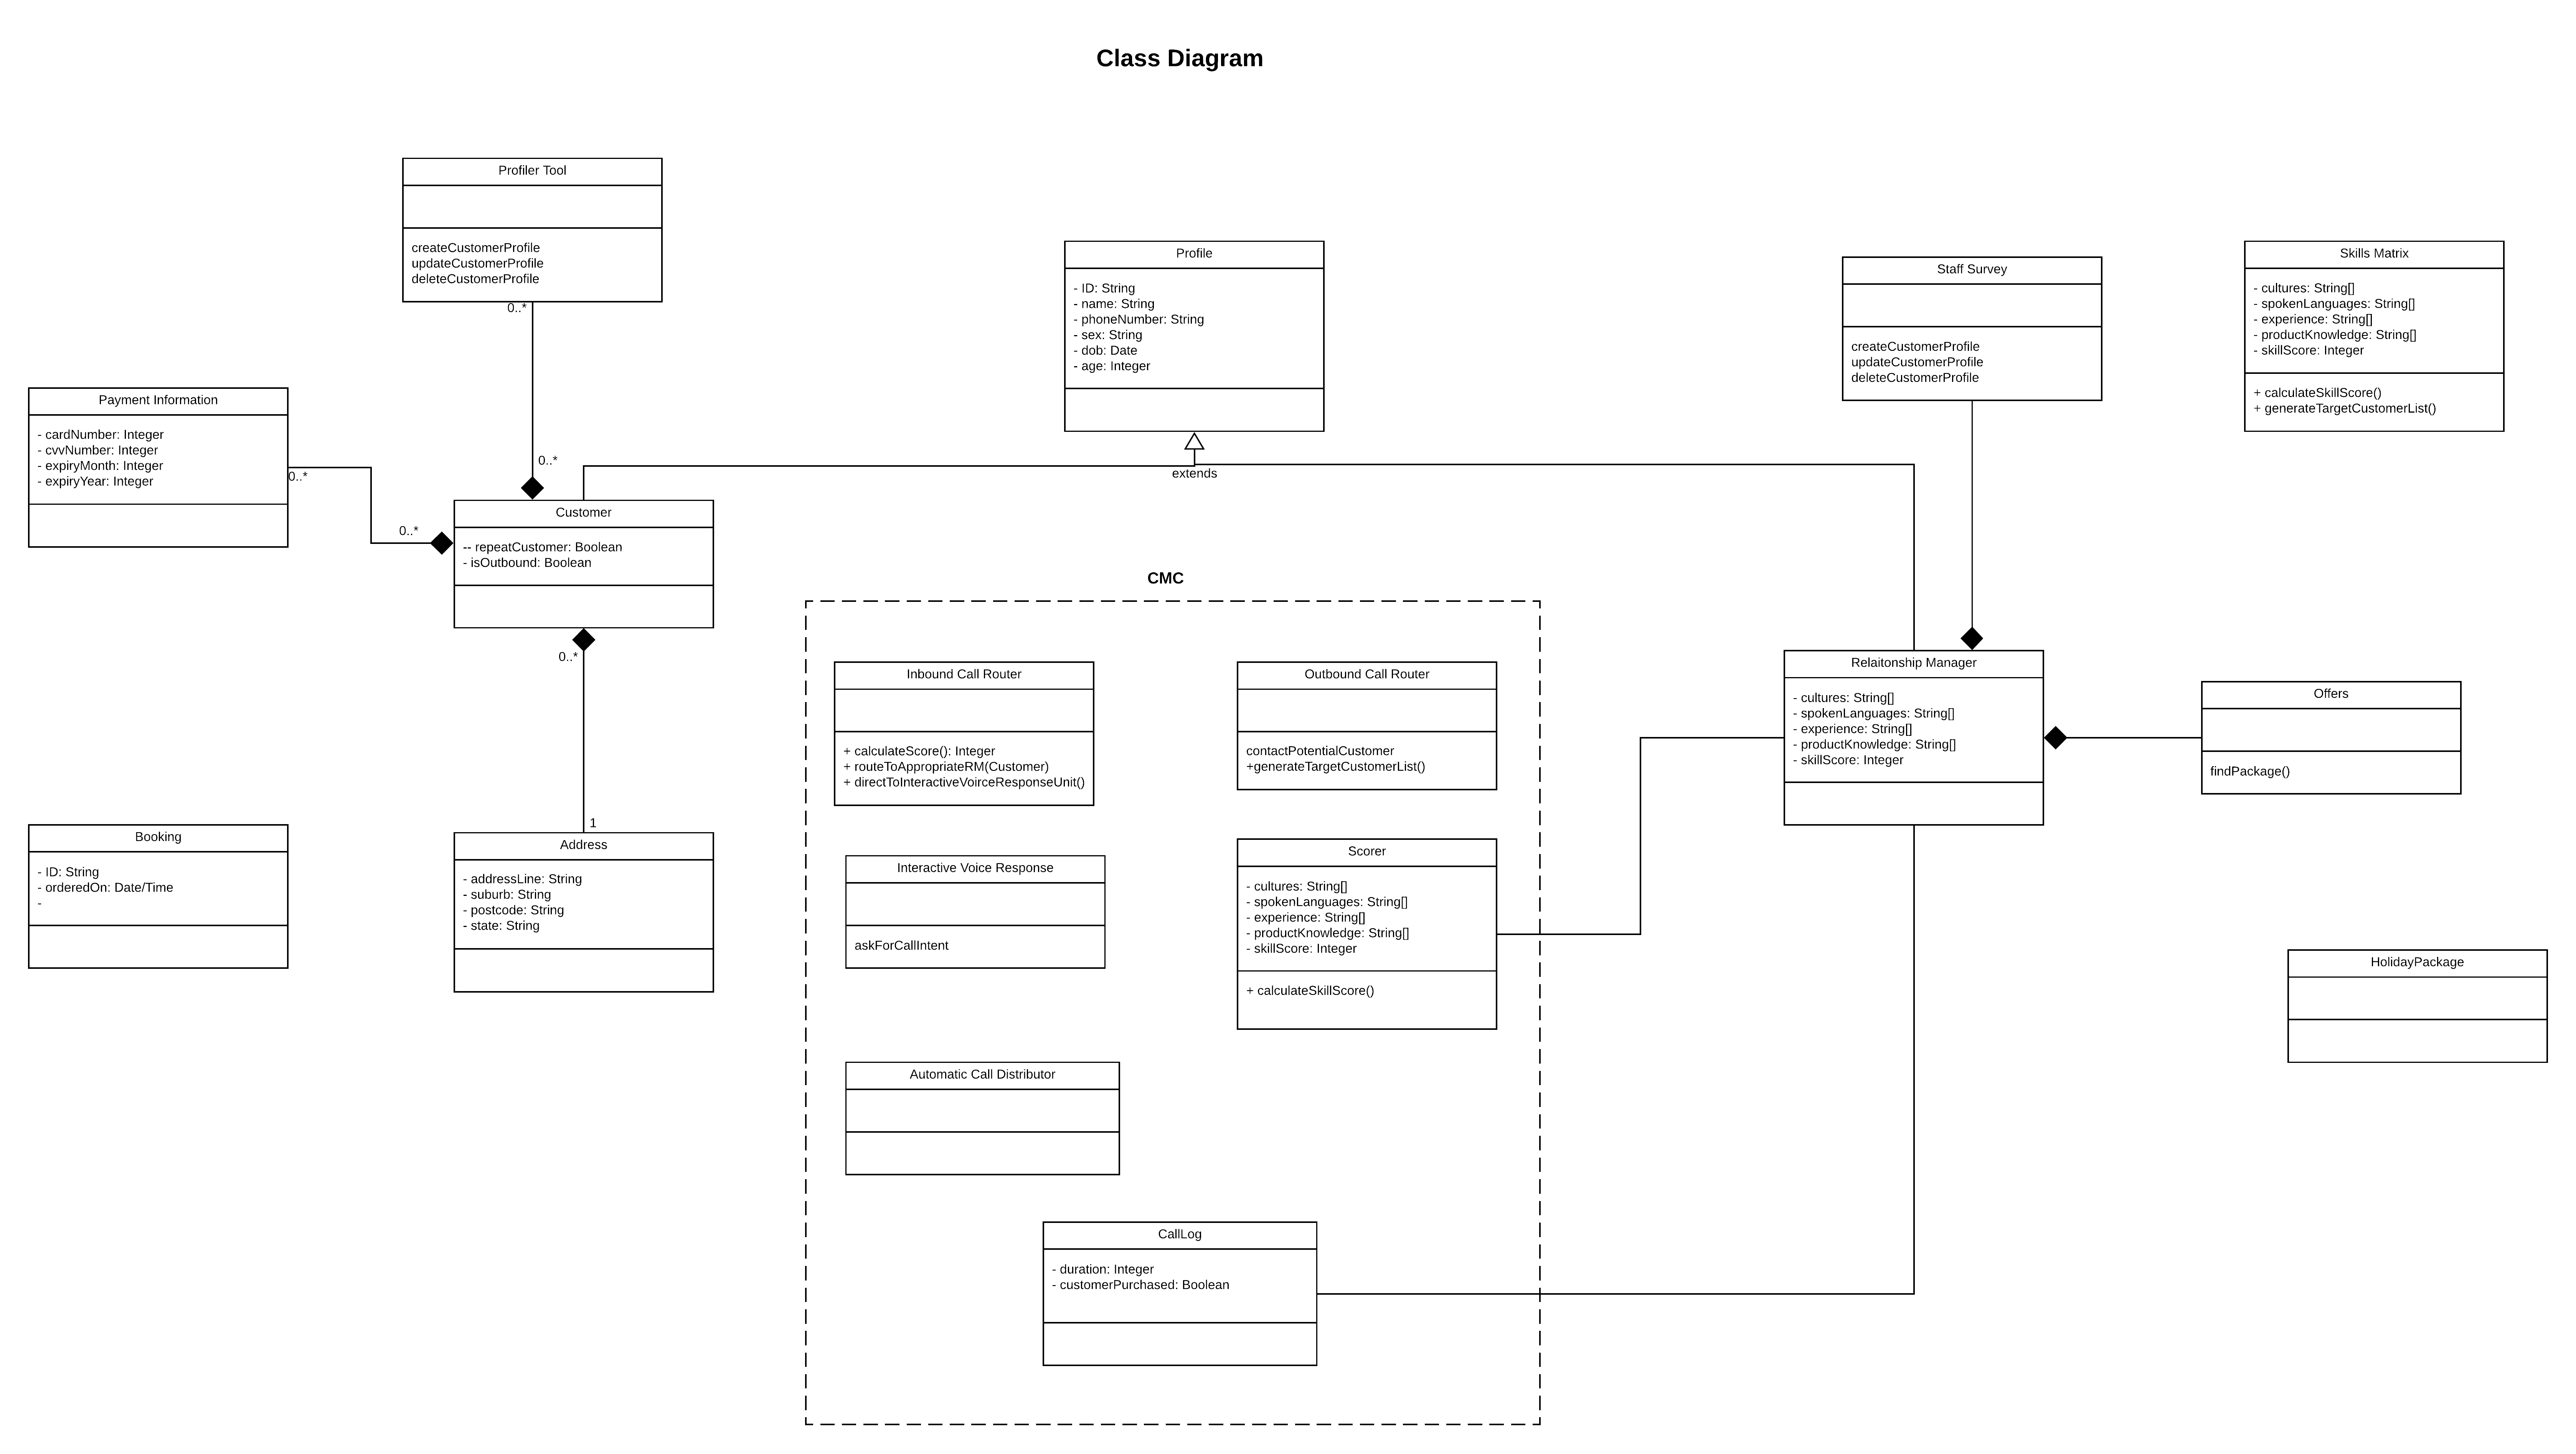 Class Diagram
Profiler Tool
createCustomerProfile
updateCustomerProfile
deleteCustomerProfile
0..*
0..*
Profile
- ID: String
- name: String
- phoneNumber: String
- sex: String
- dob: Date
- age: Integer
extends
Staff Survey
createCustomerProfile
updateCustomerProfile
deleteCustomerProfile
Skills Matrix
- cultures: String[]
- spokenLanguages: String[]
- experience: String[]
- productKnowledge: String[]
- skillScore: Integer
+ calculateSkillScore()
+ generateTargetCustomerList()
Payment Information
- cardNumber: Integer
- cvvNumber: Integer
- expiryMonth: Integer
- expiryYear: Integer
0..*
0..*
Customer
-- repeatCustomer: Boolean
- isOutbound: Boolean
0..*
1
CMC
Inbound Call Router
+ calculateScore(): Integer
+ routeToAppropriateRM(Customer)
+ directToInteractiveVoirceResponseUnit()
Outbound Call Router
contactPotentialCustomer
+generateTargetCustomerList()
Relaitonship Manager
- cultures: String[]
- spokenLanguages: String[]
- experience: String[]
- productKnowledge: String[]
- skillScore: Integer
Offers
findPackage()
Booking
- ID: String
- orderedOn: Date/Time
-
Address
- addressLine: String
- suburb: String
- postcode: String
- state: String
Interactive Voice Response
askForCallIntent
Scorer
- cultures: String[]
- spokenLanguages: String[]
- experience: String[]
- productKnowledge: String[]
- skillScore: Integer
+ calculateSkillScore()
HolidayPackage
Automatic Call Distributor
CallLog
- duration: Integer
- customerPurchased: Boolean